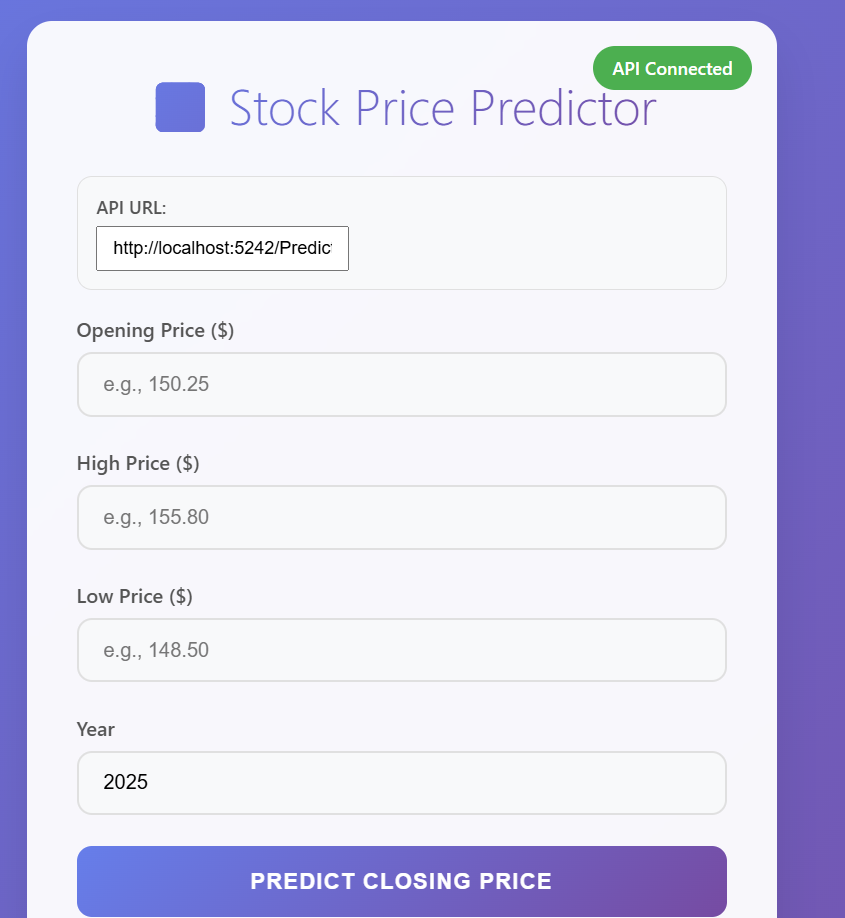 API Connected
Stock Price Predictor
API URL:
http://localhost:5242/Predic
Opening Price ($)
e.g., 150.25
High Price ($)
e.g., 155.80
Low Price ($)
e.g., 148.50
Year
2025
PREDICT CLOSING PRICE